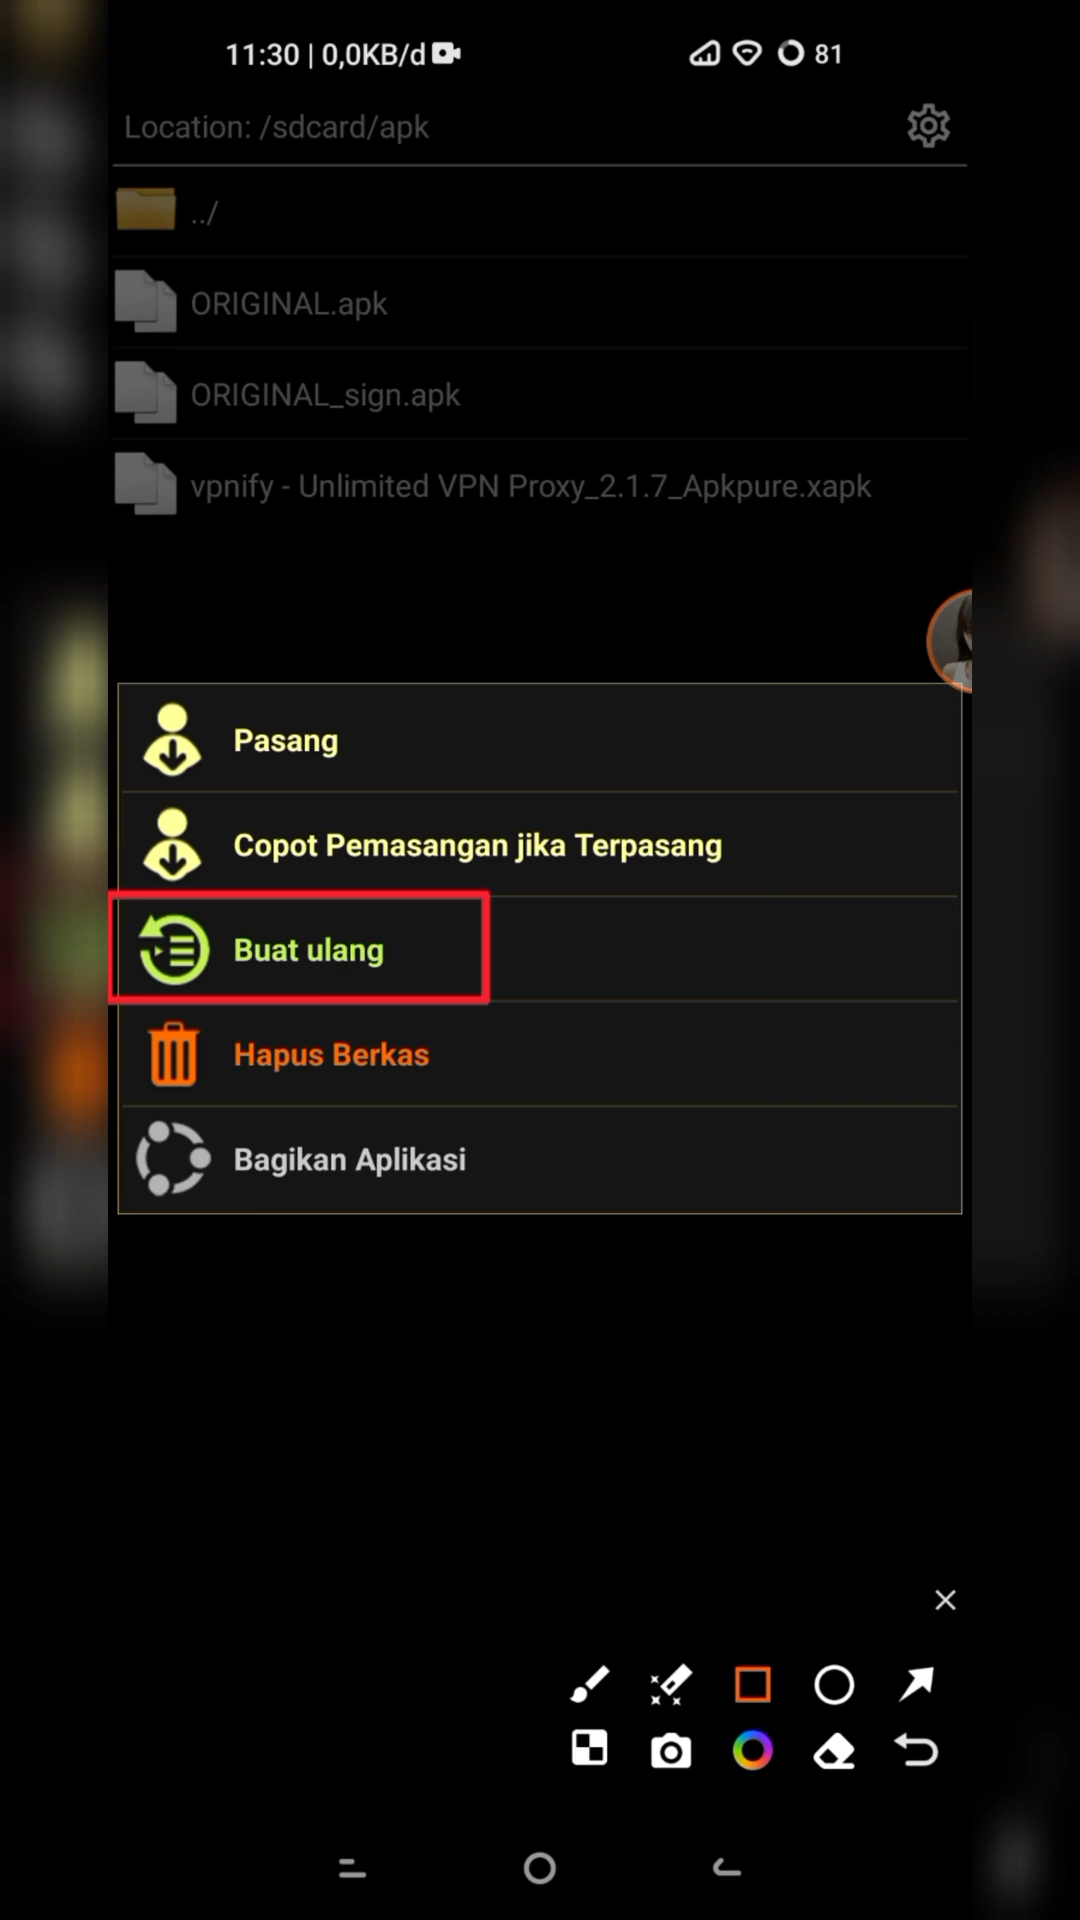 11:30 | 0,0KB/d 81
Location: /sdcard/apk
../
ORIGINAL.apk
ORIGINAL_sign.apk
vpnify - Unlimited VPN Proxy_2.1.7_Apkpure.xapk
Pasang
Copot Pemasangan jika Terpasang
Buat ulang
Hapus Berkas
Bagikan Aplikasi